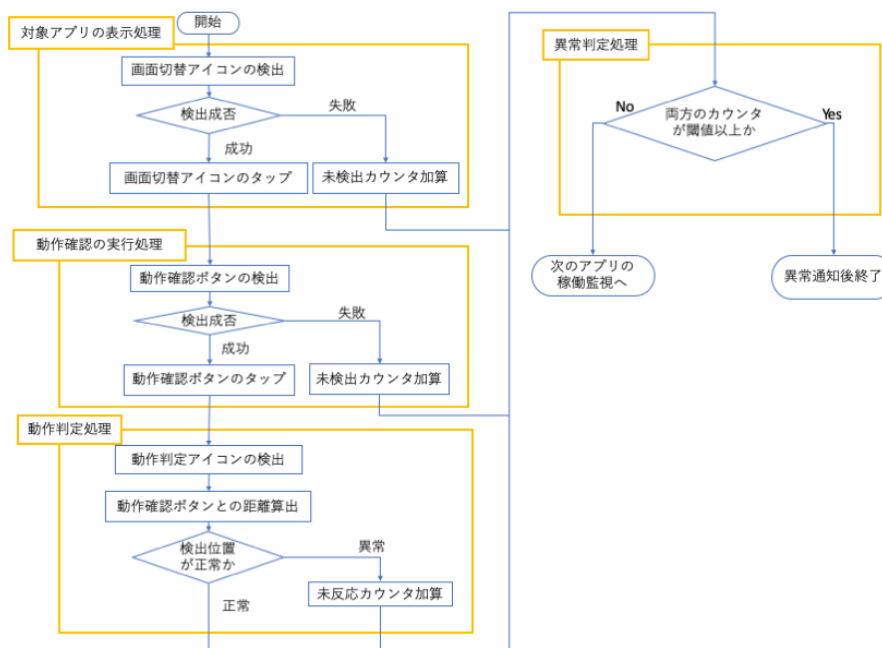 開始
対象アプリの表示処理
画面切替アイコンの検出
検出成否
失敗
成功
画面切替アイコンのタップ
未検出カウンタ加算
動作確認の実行処理
動作確認ボタンの検出
検出成否
失敗
成功
動作確認ボタンのタップ
未検出カウンタ加算
動作判定処理
動作判定アイコンの検出
動作確認ボタンとの距離算出
検出位置
が正常か
異常
正常
未反応カウンタ加算
異常判定処理
両方のカウンタ
が閾値以上か
No
Yes
次のアプリの
稼働監視へ
異常通知後終了